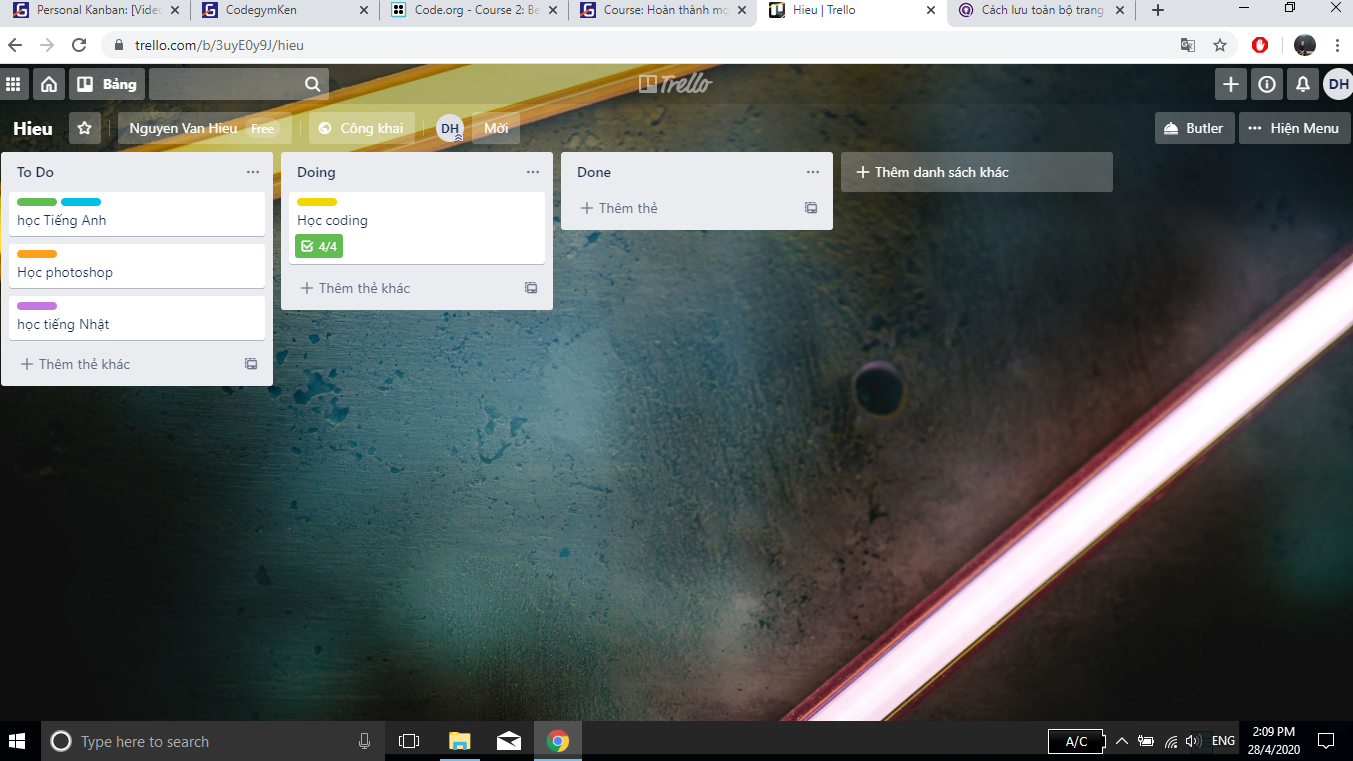 Personal Kanban: [Video
CodegymKen
Code.org - Course 2: Be
Course: Hoàn thành mọ
Hieu | Trello
Cách lưu toàn bộ trang
trello.com/b/3uyE0y9J/hieu
Bảng
Trello
DH
Hieu
Nguyen Van Hieu Free
Công khai
DH
Mời
Butler
Hiện Menu
To Do
học Tiếng Anh
Học photoshop
học tiếng Nhật
Thêm thẻ khác
Doing
Học coding
4/4
Thêm thẻ khác
Done
Thêm thẻ
Thêm danh sách khác
Type here to search
A/C
ENG
2:09 PM
28/4/2020